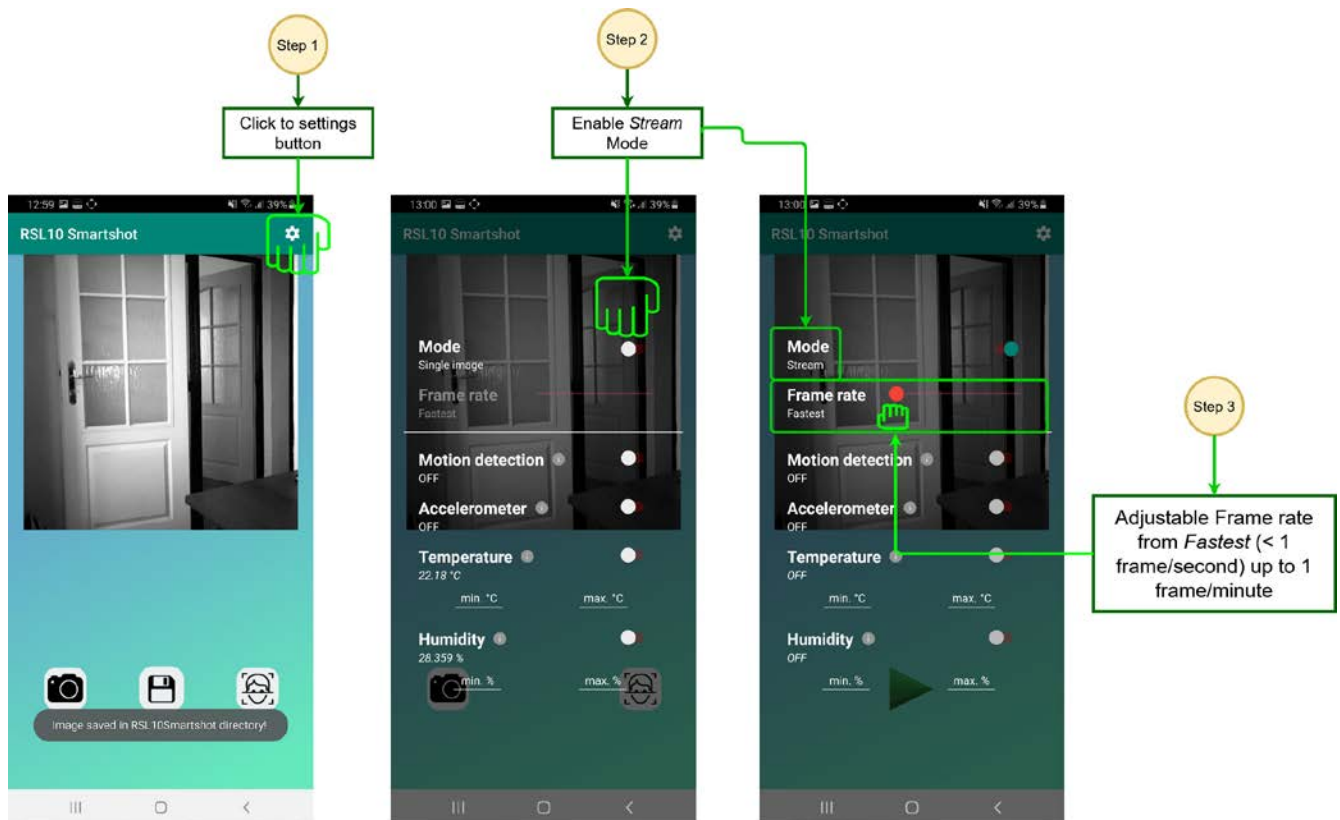 Step 1
Click to settings
button
12:59
39%
RSL10 Smartshot
Image saved in RSL10Smartshot directory!
Step 2
Enable Stream
Mode
13:00
39%
RSL10 Smartshot
Mode
Single image
Frame rate
Fastest
Motion detection
OFF
Accelerometer
OFF
Temperature
22.18 °C
min. °C max. °C
Humidity
28.359 %
min. % max. %
13:00
39%
RSL10 Smartshot
Mode
Stream
Frame rate
Fastest
Motion detection
OFF
Accelerometer
OFF
Temperature
OFF
min. °C max. °C
Humidity
OFF
min. % max. %
Step 3
Adjustable Frame rate
from Fastest (< 1
frame/second) up to 1
frame/minute